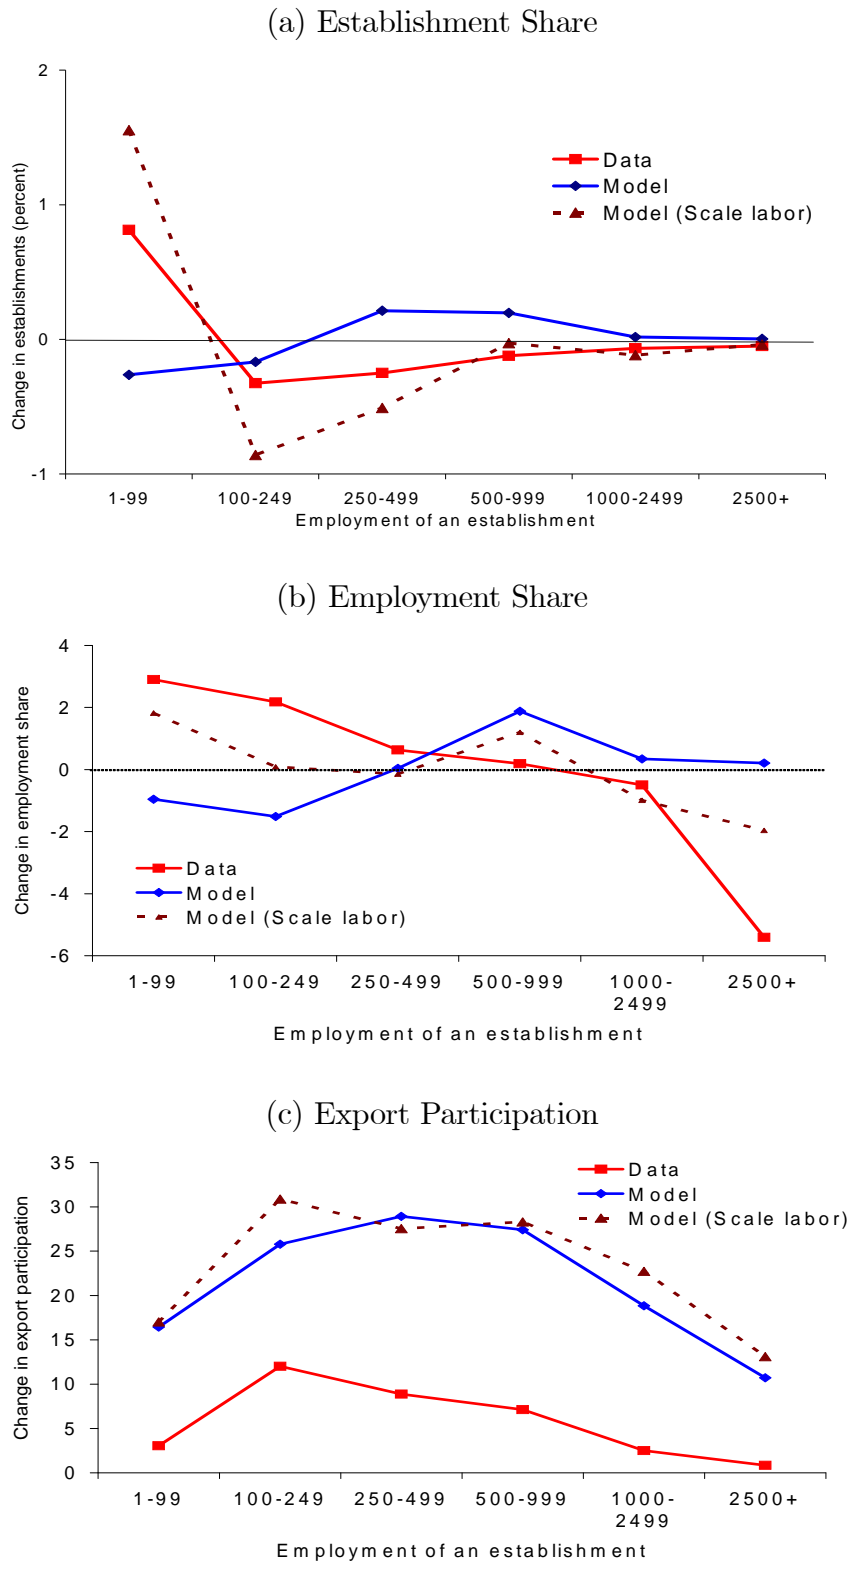 (a) Establishment Share
Change in establishments (percent)
2
1
0
-1
Data
Model
Model (Scale labor)
1-99 100-249 250-499 500-999 1000-2499 2500+
Employment of an establishment
(b) Employment Share
Change in employment share
4
2
0
-2
-4
-6
Data
Model
Model (Scale labor)
1-99 100-249 250-499 500-999 1000- 2500+
2499
Employment of an establishment
(c) Export Participation
Change in export participation
35
30
25
20
15
10
5
0
Data
Model
Model (Scale labor)
1-99 100-249 250-499 500-999 1000- 2500+
2499
Employment of an establishment